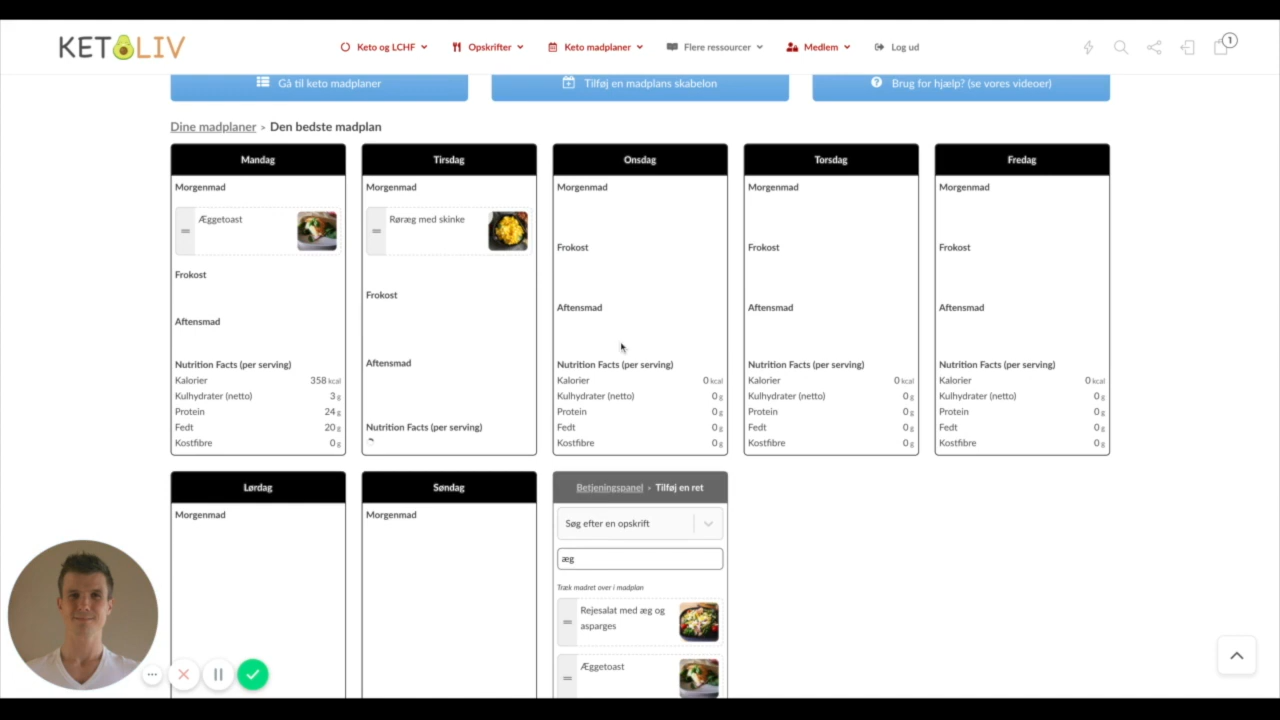 KETOLIV
Keto og LCHF
Opskrifter
Keto madplaner
Flere ressourcer
Medlem
Log ud
1
Gå til keto madplaner
Tilføj en madplans skabelon
Brug for hjælp? (se vores videoer)
Dine madplaner > Den bedste madplan
Mandag
Morgenmad
Æggetoast
Frokost
Aftensmad
Nutrition Facts (per serving)
Kalorier 358 kcal
Kulhydrater (netto) 3 g
Protein 24 g
Fedt 20 g
Kostfibre 0 g
Tirsdag
Morgenmad
Røræg med skinke
Frokost
Aftensmad
Nutrition Facts (per serving)
Onsdag
Morgenmad
Frokost
Aftensmad
Nutrition Facts (per serving)
Kalorier 0 kcal
Kulhydrater (netto) 0 g
Protein 0 g
Fedt 0 g
Kostfibre 0 g
Torsdag
Morgenmad
Frokost
Aftensmad
Nutrition Facts (per serving)
Kalorier 0 kcal
Kulhydrater (netto) 0 g
Protein 0 g
Fedt 0 g
Kostfibre 0 g
Fredag
Morgenmad
Frokost
Aftensmad
Nutrition Facts (per serving)
Kalorier 0 kcal
Kulhydrater (netto) 0 g
Protein 0 g
Fedt 0 g
Kostfibre 0 g
Lørdag
Morgenmad
Søndag
Morgenmad
Betjeningspanel > Tilføj en ret
Søg efter en opskrift
æg
Træk madret over i madplan
Rejesalat med æg og
asparges
Æggetoast